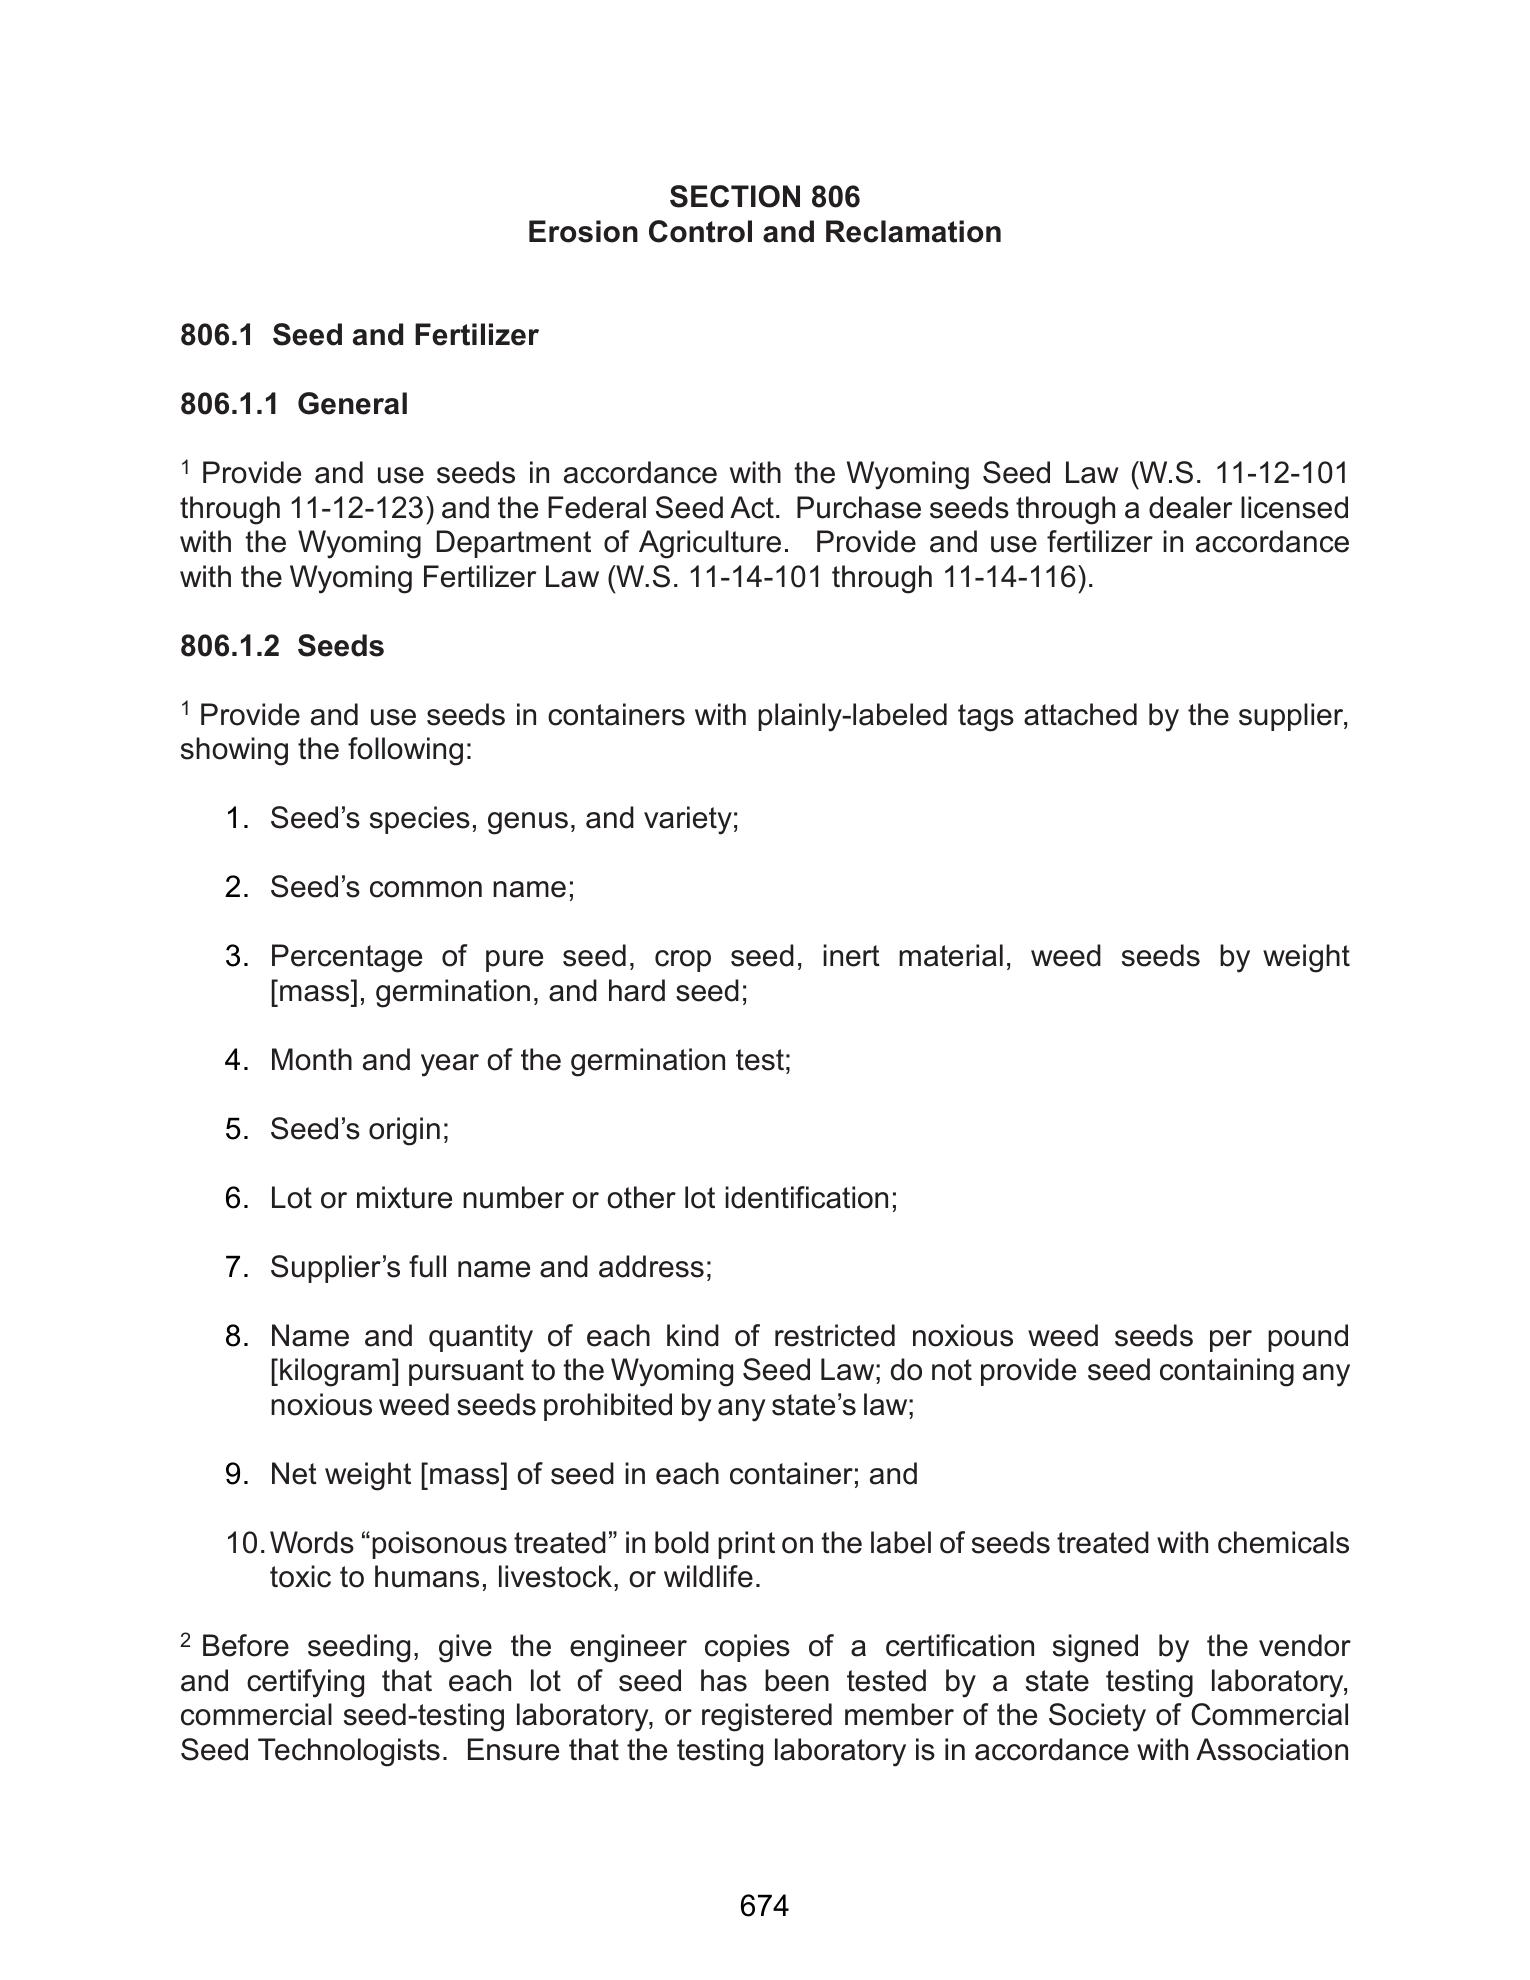 SECTION 806
Erosion Control and Reclamation
806.1  Seed and Fertilizer
806.1.1  General
1 Provide and use seeds in accordance with the Wyoming Seed Law (W.S. 11-12-101
through 11-12-123) and the Federal Seed Act.  Purchase seeds through a dealer licensed
with the Wyoming Department of Agriculture.  Provide and use fertilizer in accordance
with the Wyoming Fertilizer Law (W.S. 11-14-101 through 11-14-116).
806.1.2  Seeds
1 Provide and use seeds in containers with plainly-labeled tags attached by the supplier,
showing the following:
1. Seed’s species, genus, and variety;
2. Seed’s common name;
3. Percentage of pure seed, crop seed, inert material, weed seeds by weight
[mass], germination, and hard seed;
4. Month and year of the germination test;
5. Seed’s origin;
6. Lot or mixture number or other lot identification;
7. Supplier’s full name and address;
8. Name and quantity of each kind of restricted noxious weed seeds per pound
[kilogram] pursuant to the Wyoming Seed Law; do not provide seed containing any
noxious weed seeds prohibited by any state’s law;
9. Net weight [mass] of seed in each container; and
10. Words “poisonous treated” in bold print on the label of seeds treated with chemicals
toxic to humans, livestock, or wildlife.
2 Before seeding, give the engineer copies of a certification signed by the vendor
and certifying that each lot of seed has been tested by a state testing laboratory,
commercial seed-testing laboratory, or registered member of the Society of Commercial
Seed Technologists.  Ensure that the testing laboratory is in accordance with Association
674